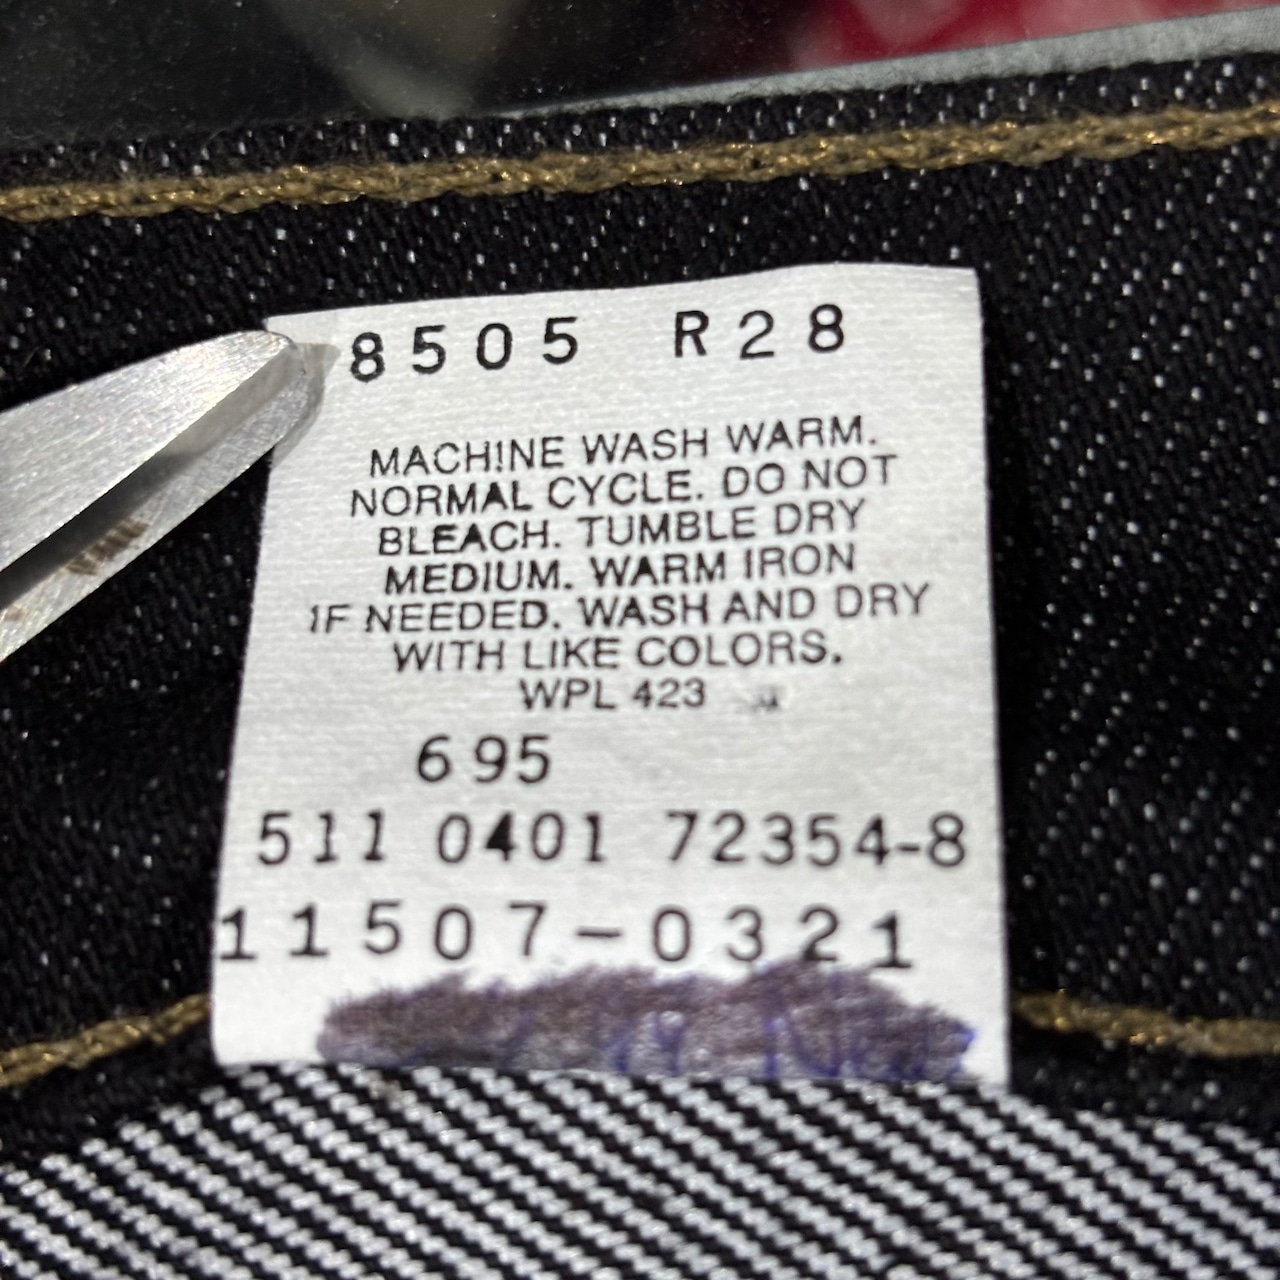 8505 R28
MACHINE WASH WARM.
NORMAL CYCLE. DO NOT
BLEACH. TUMBLE DRY
MEDIUM. WARM IRON
IF NEEDED. WASH AND DRY
WITH LIKE COLORS.
WPL 423
695
511 0401 72354-8
11507-0321